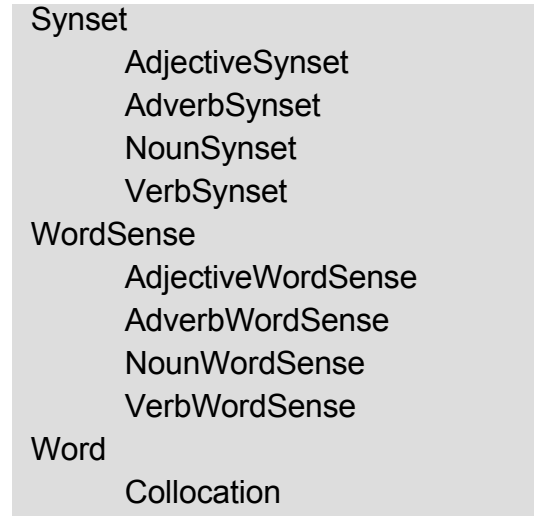 Synset
AdjectiveSynset
AdverbSynset
NounSynset
VerbSynset
WordSense
AdjectiveWordSense
AdverbWordSense
NounWordSense
VerbWordSense
Word
Collocation